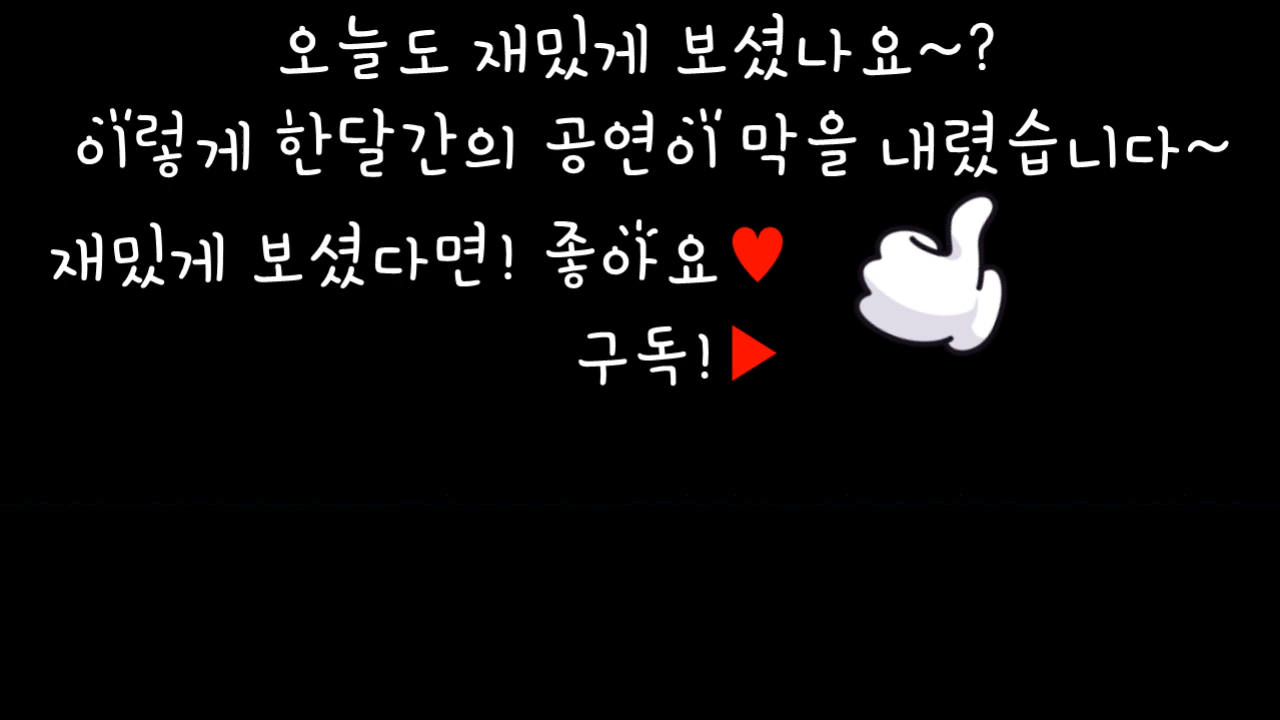 오늘도 재밌게 보셨나요~?
이렇게 한달간의 공연이 막을 내렸습니다~
재밌게 보셨다면! 좋아요♥
구독!▶